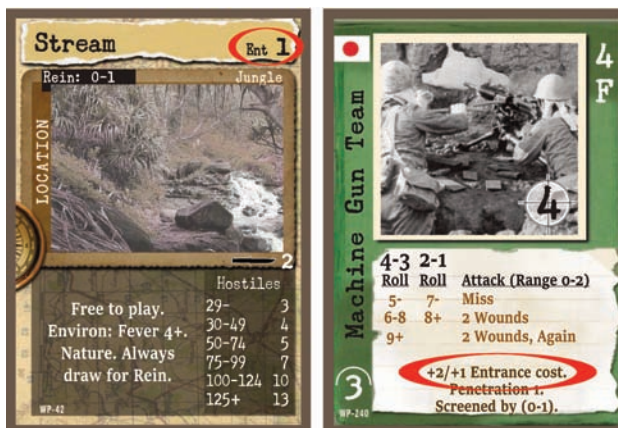 Stream
Ent 1
Rein: 0-1
Jungle
LOCATION
2
Free to play.
Environ: Fever 4+.
Nature. Always
draw for Rein.
Hostiles
29- 3
30-49 4
50-74 5
75-99 7
100-124 10
125+ 13
WP-42
4
F
Machine Gun Team
4
4-3 2-1
Roll Roll Attack (Range 0-2)
5- 7- Miss
6-8 8+ 2 Wounds
9+ 2 Wounds, Again
+2/+1 Entrance cost.
Penetration 1.
Screened by (0-1).
3
WP-240